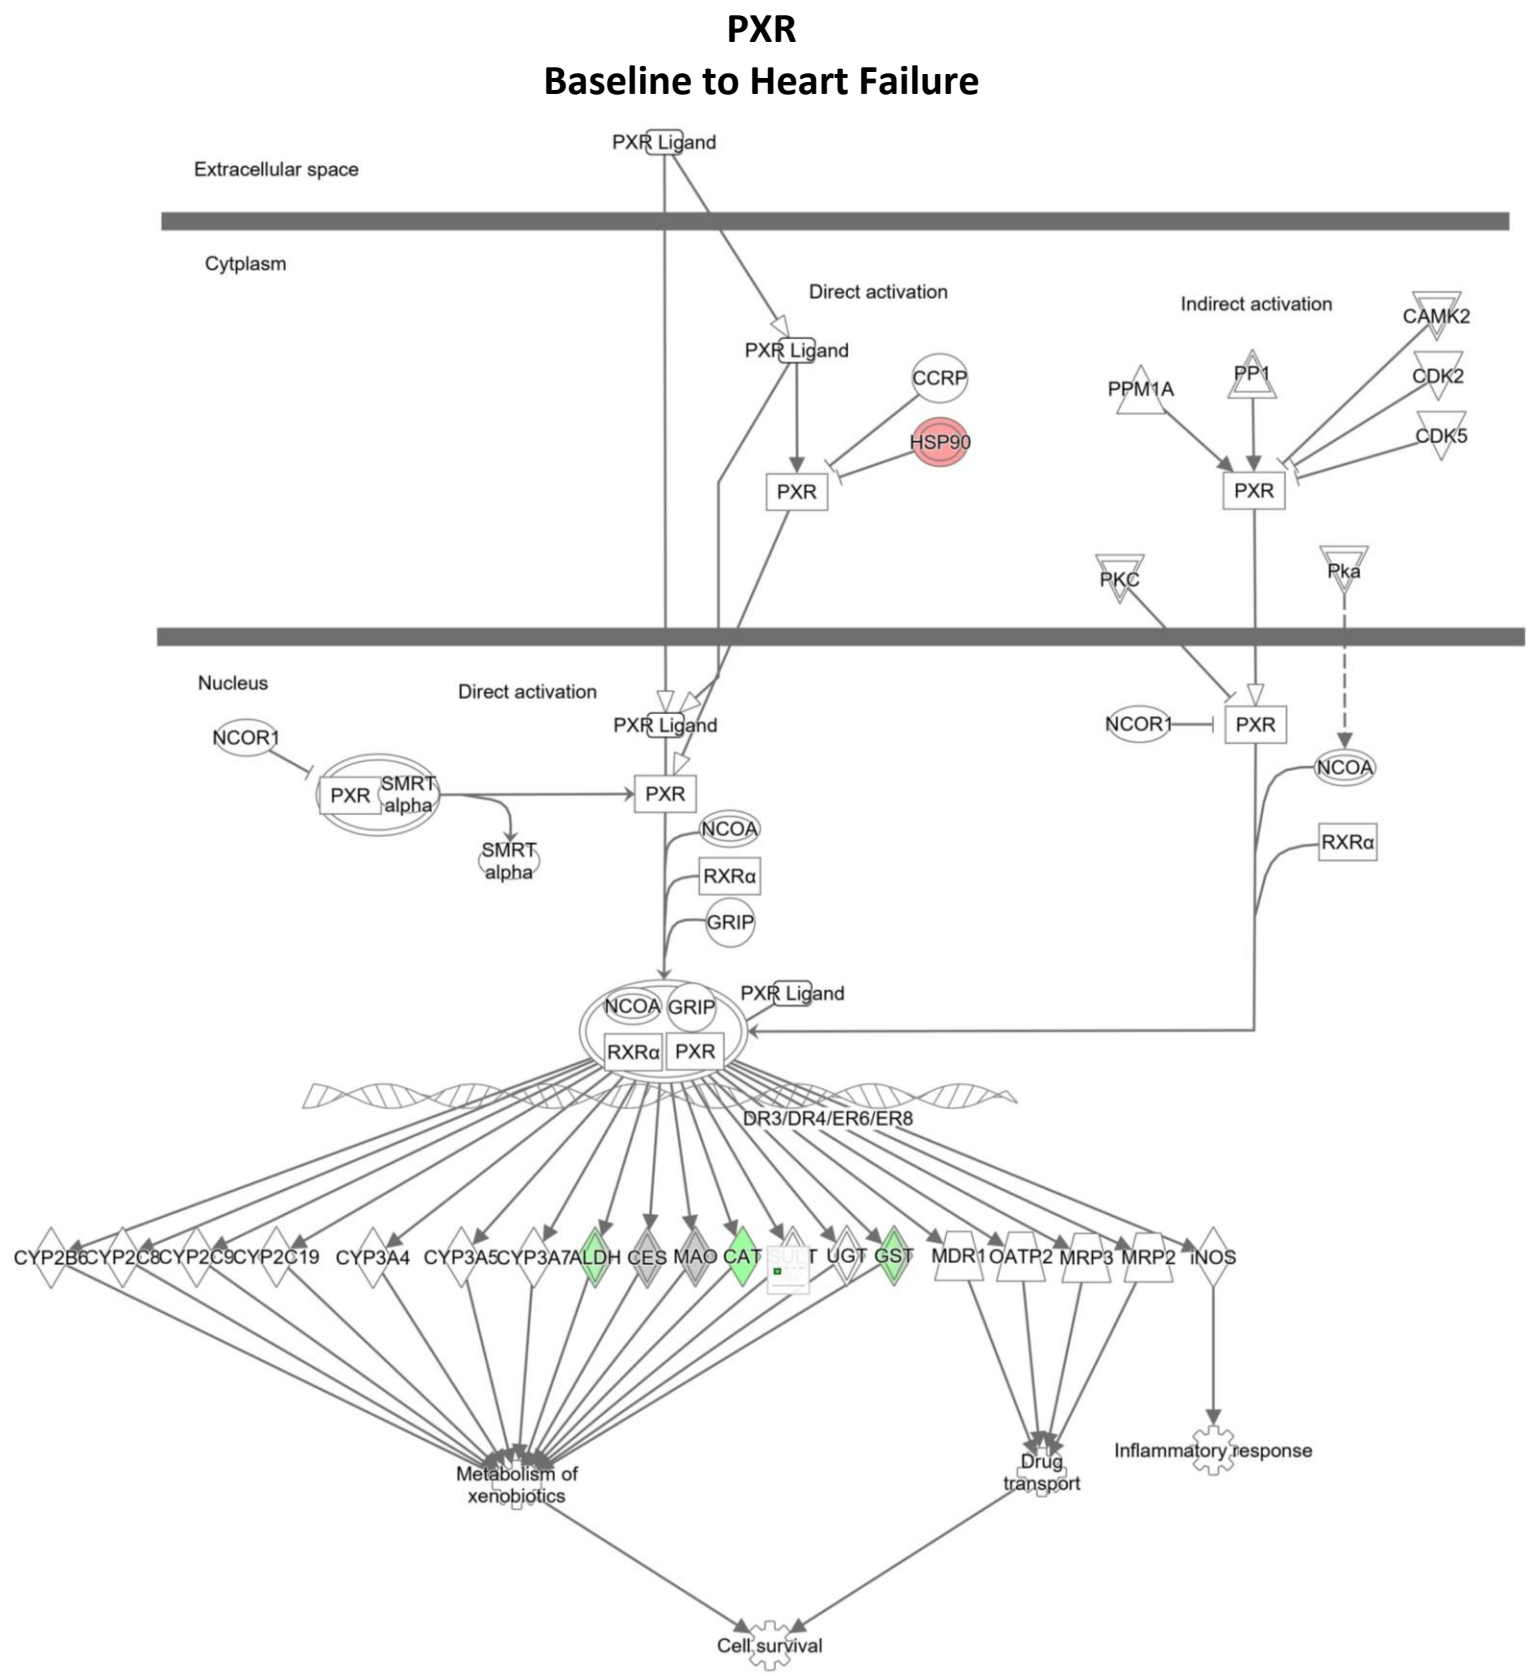 PXR
Baseline to Heart Failure
PXR Ligand
Extracellular space
Cytplasm
Direct activation
Indirect activation
CAMK2
PXR Ligand
CCRP
PPM1A
PP1
CDK2
HSP90
CDK5
PXR
PXR
PKC
Pka
Nucleus
Direct activation
PXR Ligand
NCOR1
PXR
NCOR1
NCOA
PXR
SMRT
alpha
PXR
SMRT
alpha
NCOA
RXRα
GRIP
RXRα
NCOA
GRIP
PXR Ligand
RXRα
PXR
DR3/DR4/ER6/ER8
CYP2B6
CYP2C8
CYP2C9
CYP2C19
CYP3A4
CYP3A5
CYP3A7
ALDH
CES
MAO
CAT
SULT
UGT
GST
MDR1
OATP2
MRP3
MRP2
iNOS
Metabolism of
xenobiotics
Drug
transport
Inflammatory response
Cell survival